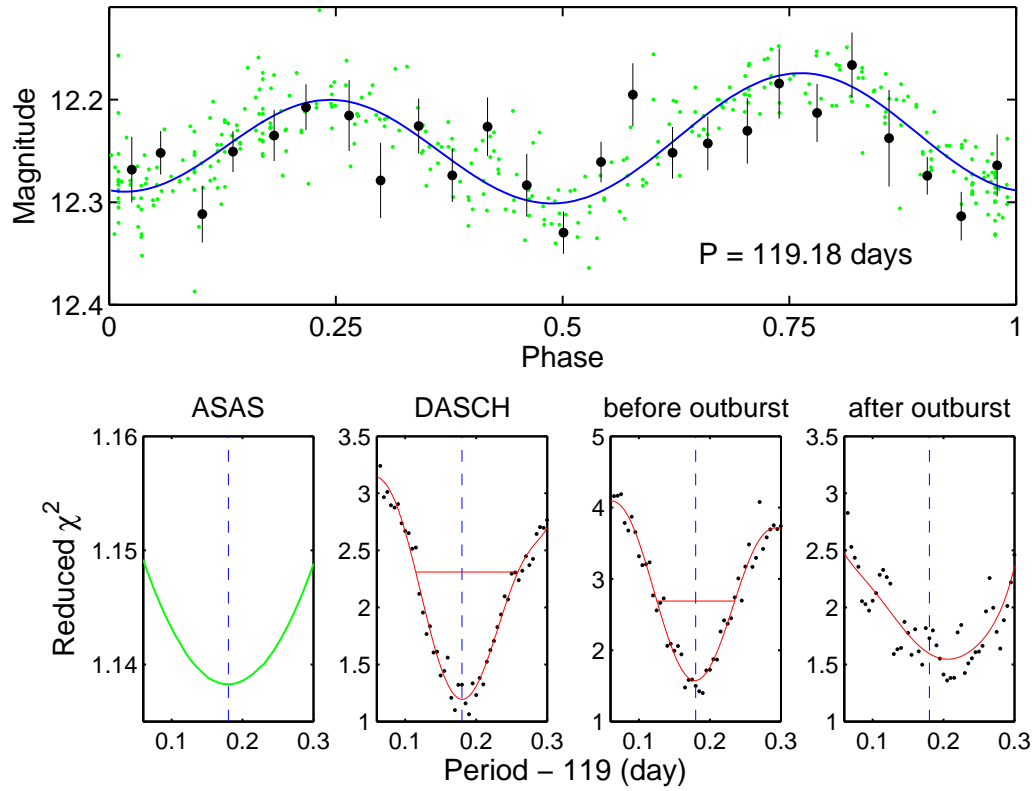 Magnitude
12.2
12.3
12.4
P = 119.18 days
0 0.25 0.5 0.75 1
Phase
ASAS DASCH before outburst after outburst
Reduced χ²
1.16
1.15
1.14
0.1 0.2 0.3
3.5
3
2.5
2
1.5
1
0.1 0.2 0.3
5
4
3
2
1
0.1 0.2 0.3
3.5
3
2.5
2
1.5
1
0.1 0.2 0.3
Period − 119 (day)